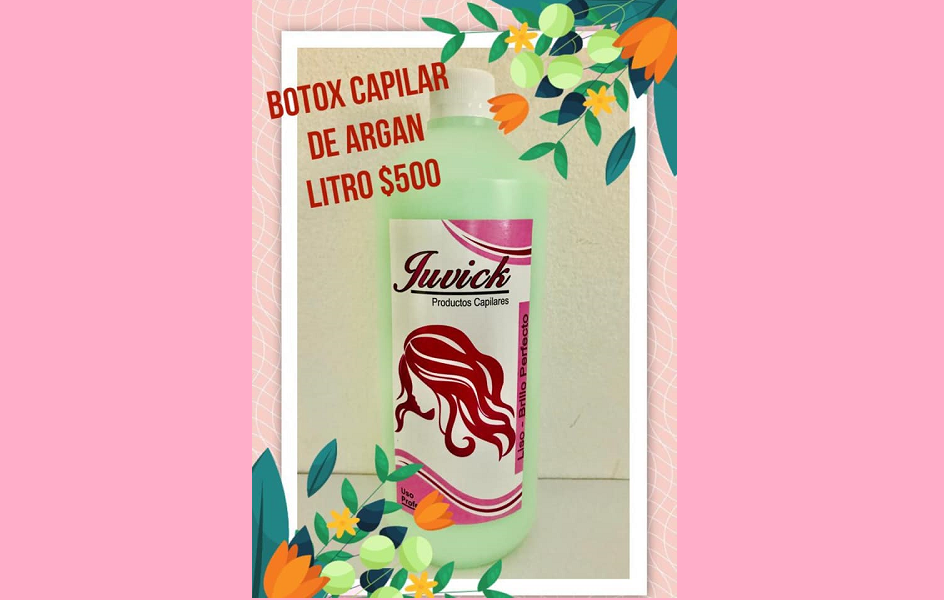 BOTOX CAPILAR
DE ARGAN
LITRO $500
Juvick
Productos Capilares
Liso - Brillo Perfecto
Uso